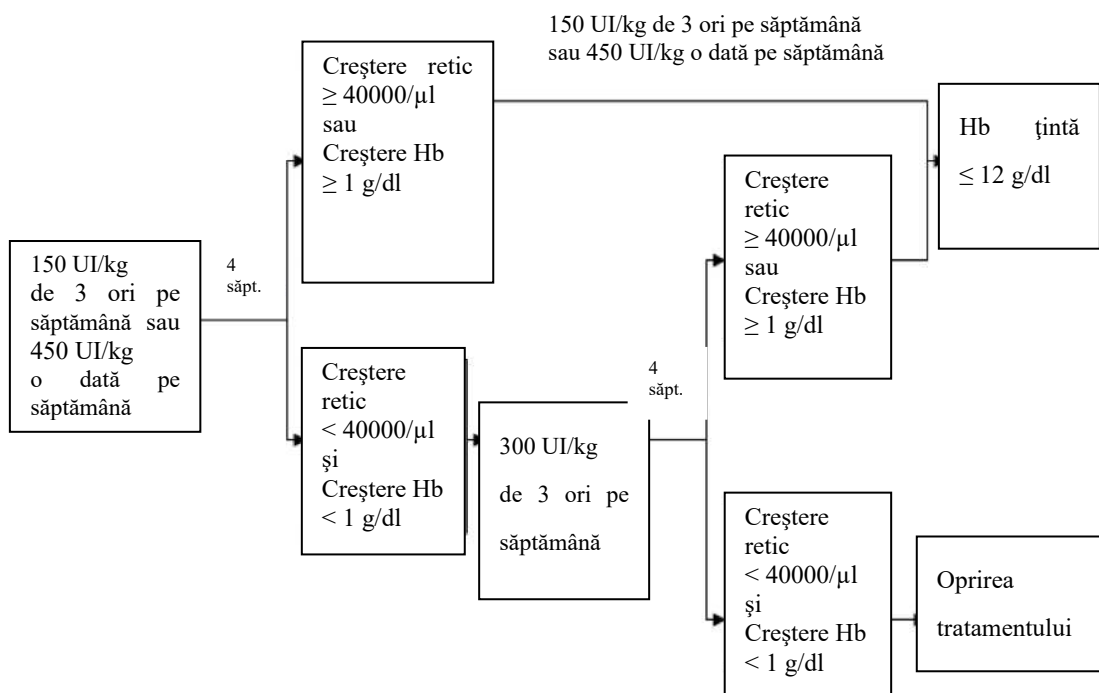 150 UI/kg
de 3 ori pe
săptămână sau
450 UI/kg
o dată pe
săptămână
4
săpt.
Creştere retic
≥ 40000/µl
sau
Creştere Hb
≥ 1 g/dl
150 UI/kg de 3 ori pe săptămână
sau 450 UI/kg o dată pe săptămână
Creştere
retic
< 40000/µl
şi
Creştere Hb
< 1 g/dl
300 UI/kg
de 3 ori pe
săptămână
4
săpt.
Creştere
retic
≥ 40000/µl
sau
Creştere Hb
≥ 1 g/dl
Hb ţintă
≤ 12 g/dl
Creştere
retic
< 40000/µl
şi
Creştere Hb
< 1 g/dl
Oprirea
tratamentului